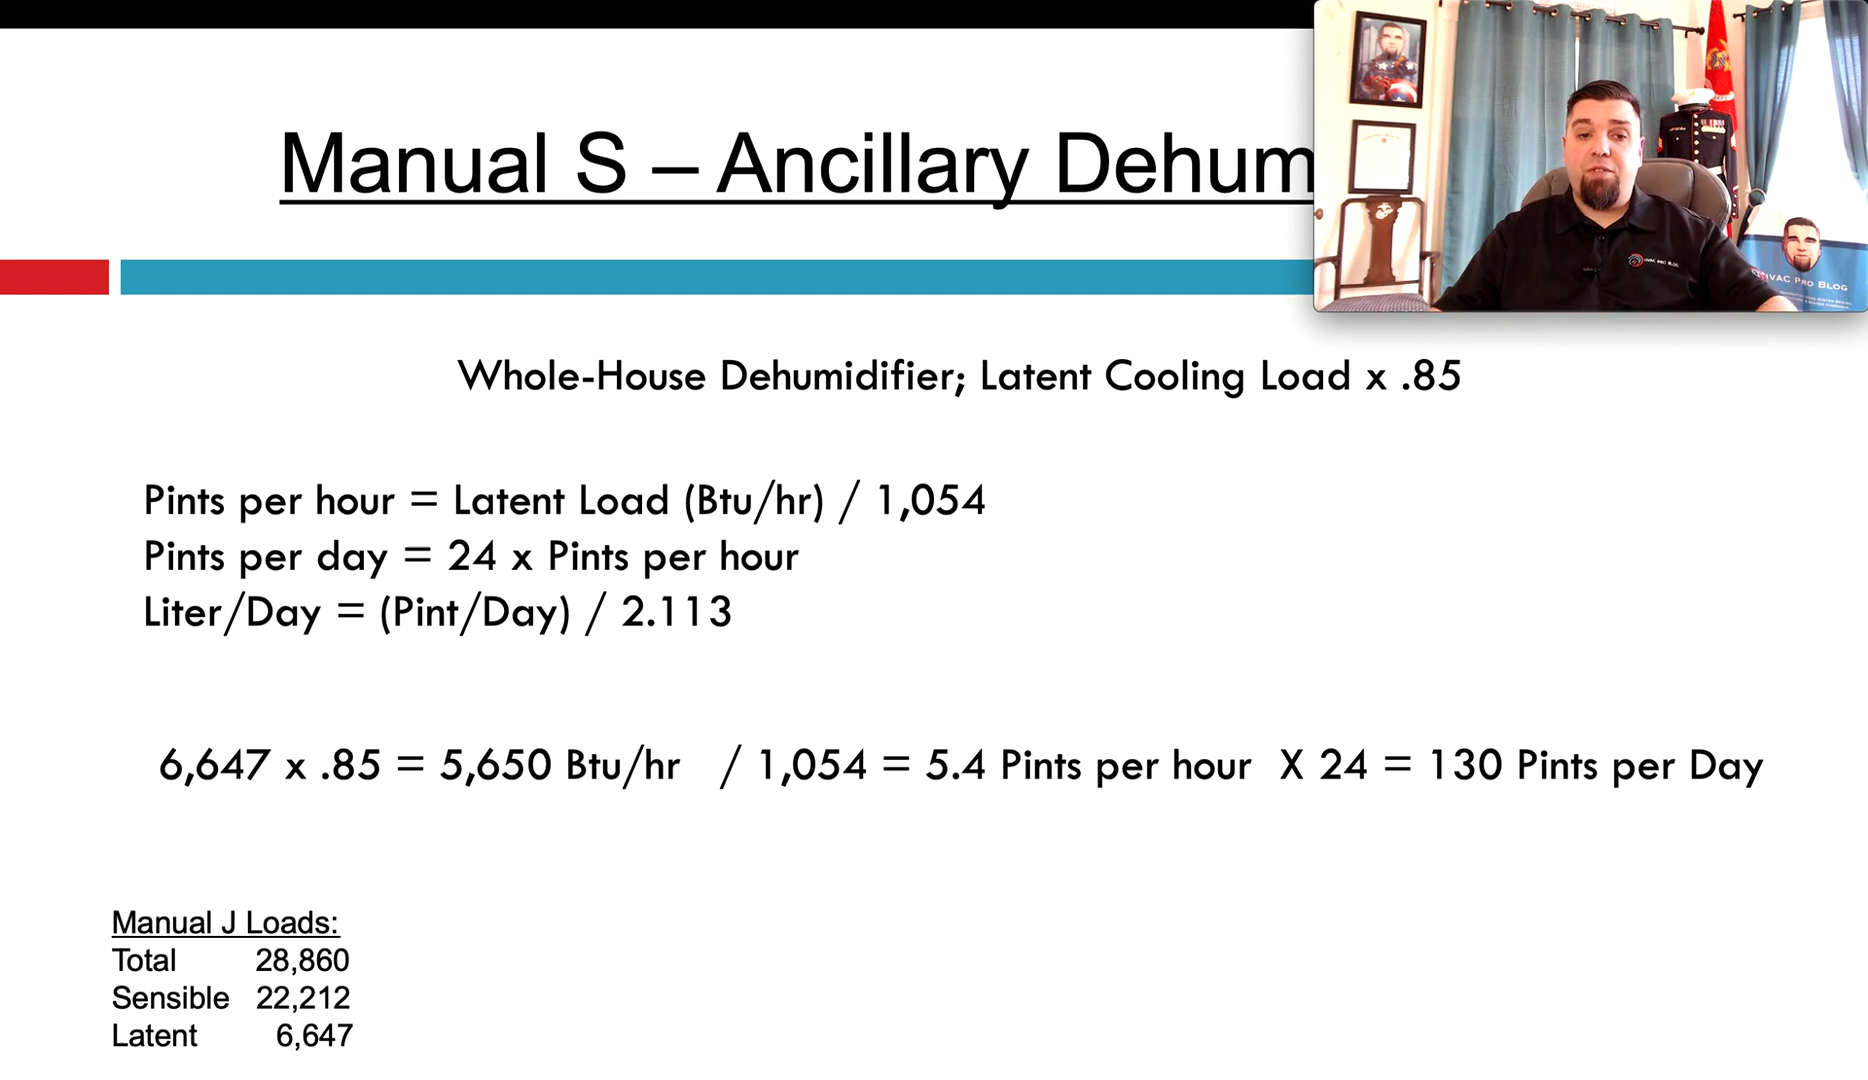 Manual S – Ancillary Dehum
HVAC PRO BLOG
HVAC PRO BLOG
Whole-House Dehumidifier; Latent Cooling Load x .85
Pints per hour = Latent Load (Btu/hr) / 1,054
Pints per day = 24 x Pints per hour
Liter/Day = (Pint/Day) / 2.113
6,647 x .85 = 5,650 Btu/hr / 1,054 = 5.4 Pints per hour X 24 = 130 Pints per Day
Manual J Loads:
Total 28,860
Sensible 22,212
Latent 6,647